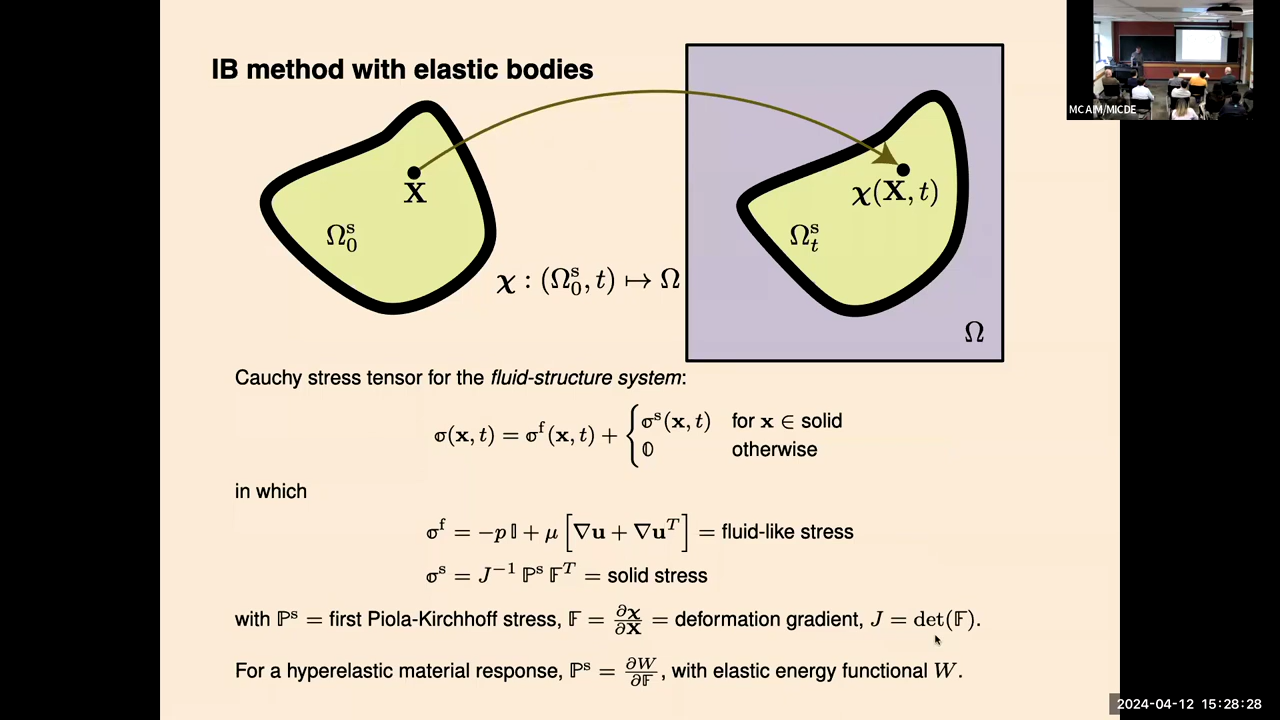 IB method with elastic bodies
X
Ω₀ˢ
χ : (Ω₀ˢ, t) ↦ Ω
χ(X, t)
Ωₜˢ
Ω
MCAIM/MICDE
Cauchy stress tensor for the fluid-structure system:
σ(x, t) = σᶠ(x, t) + { σˢ(x, t) for x ∈ solid
𝟘 otherwise
in which
σᶠ = −p 𝕀 + μ [∇u + ∇uᵀ] = fluid-like stress
σˢ = J⁻¹ ℙˢ 𝔽ᵀ = solid stress
with ℙˢ = first Piola-Kirchhoff stress, 𝔽 = ∂χ/∂X = deformation gradient, J = det(𝔽).
For a hyperelastic material response, ℙˢ = ∂W/∂𝔽, with elastic energy functional W.
2024-04-12 15:28:28